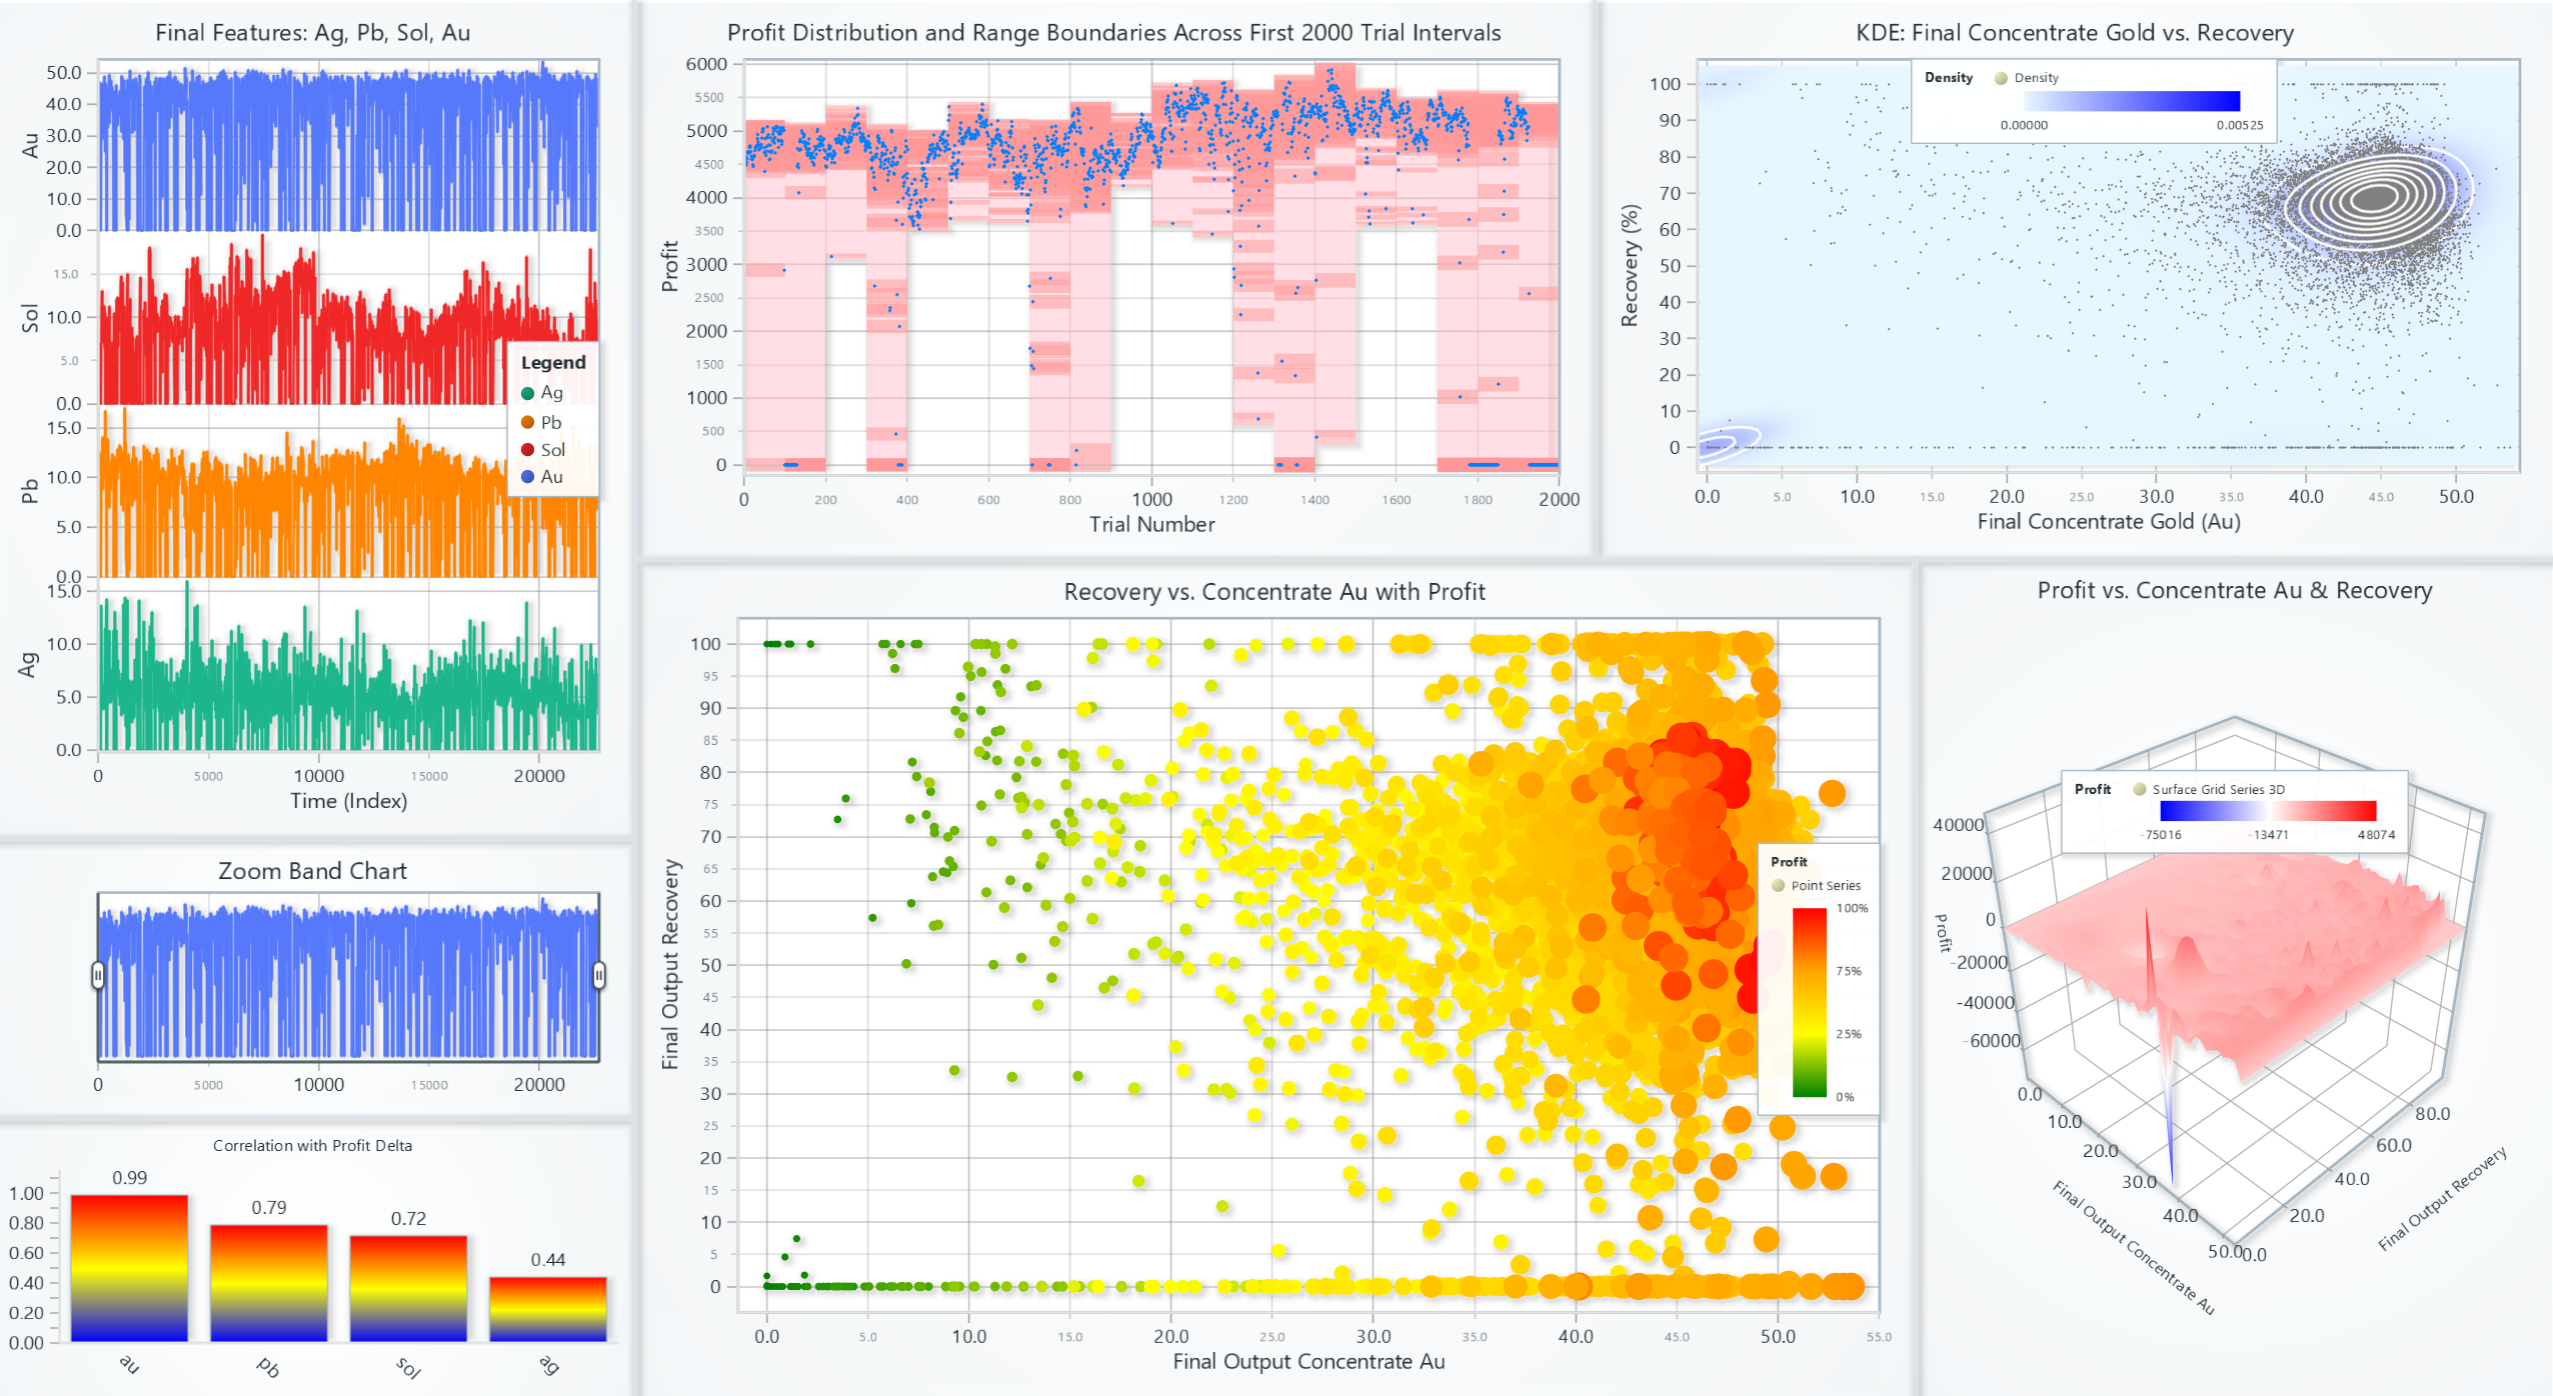 Final Features: Ag, Pb, Sol, Au
50.0
40.0
30.0
20.0
10.0
0.0
Au
15.0
10.0
5.0
0.0
Sol
15.0
10.0
5.0
0.0
Pb
15.0
10.0
5.0
0.0
Ag
Legend
Ag
Pb
Sol
Au
0 5000 10000 15000 20000
Time (Index)
Zoom Band Chart
0 5000 10000 15000 20000
Correlation with Profit Delta
1.00
0.80
0.60
0.40
0.20
0.00
0.99 0.79 0.72 0.44
au pb sol ag
Profit Distribution and Range Boundaries Across First 2000 Trial Intervals
6000
5500
5000
4500
4000
3500
3000
2500
2000
1500
1000
500
0
Profit
0 200 400 600 800 1000 1200 1400 1600 1800 2000
Trial Number
KDE: Final Concentrate Gold vs. Recovery
Density Density
0.00000 0.00525
100
90
80
70
60
50
40
30
20
10
0
Recovery (%)
0.0 5.0 10.0 15.0 20.0 25.0 30.0 35.0 40.0 45.0 50.0
Final Concentrate Gold (Au)
Recovery vs. Concentrate Au with Profit
100
95
90
85
80
75
70
65
60
55
50
45
40
35
30
25
20
15
10
5
0
Final Output Recovery
Profit
Point Series
100%
75%
25%
0%
0.0 5.0 10.0 15.0 20.0 25.0 30.0 35.0 40.0 45.0 50.0 55.0
Final Output Concentrate Au
Profit vs. Concentrate Au & Recovery
Profit Surface Grid Series 3D
-75016 -13471 48074
40000
20000
0
-20000
-40000
-60000
Profit
0.0
10.0
20.0
30.0
40.0
50.0
Final Output Concentrate Au
0.0
20.0
40.0
60.0
80.0
Final Output Recovery